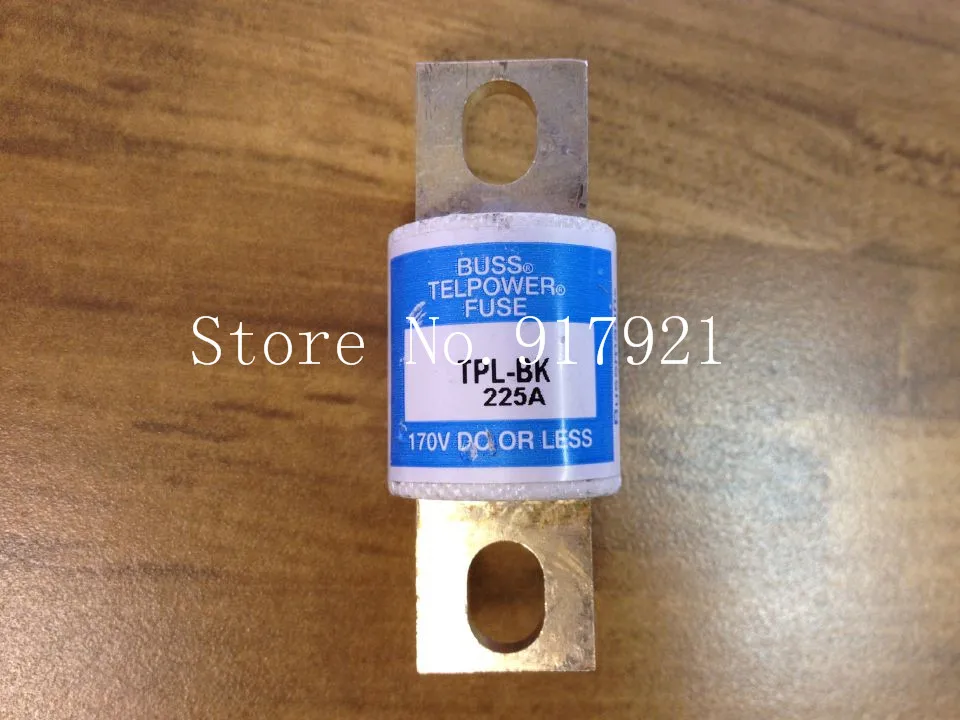 BUSS®
TELPOWER®
FUSE
Store No. 917921
TPL-BK
225A
170V DC OR LESS